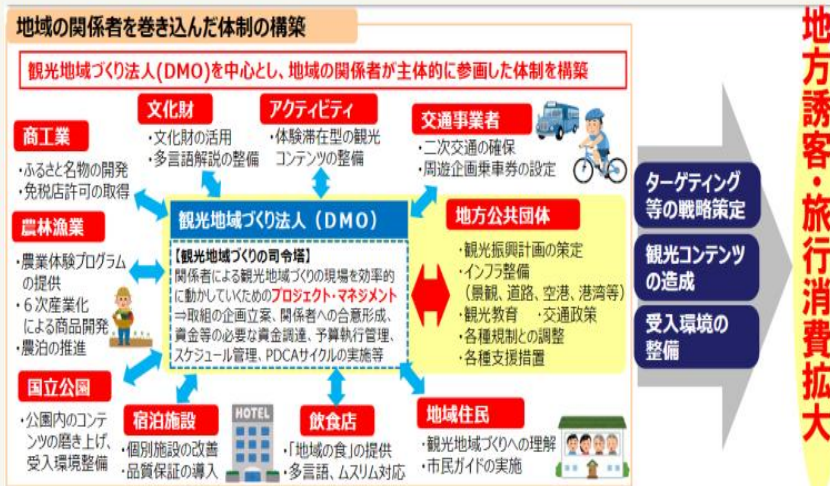 地域の関係者を巻き込んだ体制の構築
観光地域づくり法人(DMO)を中心とし、地域の関係者が主体的に参画した体制を構築
商工業
・ふるさと名物の開発
・免税店許可の取得
文化財
・文化財の活用
・多言語解説の整備
アクティビティ
・体験滞在型の観光
コンテンツの整備
交通事業者
・二次交通の確保
・周遊企画乗車券の設定
農林漁業
・農業体験プログラム
の提供
・6次産業化
による商品開発
・農泊の推進
観光地域づくり法人(DMO)
【観光地域づくりの司令塔】
関係者による観光地域づくりの現場を効率的
に動かしていくためのプロジェクト・マネジメント
⇒取組の企画立案、関係者への合意形成、
資金等の必要な資金調達、予算執行管理、
スケジュール管理、PDCAサイクルの実施等
地方公共団体
・観光振興計画の策定
・インフラ整備
(景観、道路、空港、港湾等)
・観光教育 ・交通政策
・各種規制との調整
・各種支援措置
国立公園
・公園内のコンテ
ンツの磨き上げ、
受入環境整備
宿泊施設
・個別施設の改善
・品質保証の導入
HOTEL
飲食店
・「地域の食」の提供
・多言語、ムスリム対応
地域住民
・観光地域づくりへの理解
・市民ガイドの実施
ターゲティング
等の戦略策定
観光コンテンツ
の造成
受入環境の
整備
地方誘客・旅行消費拡大